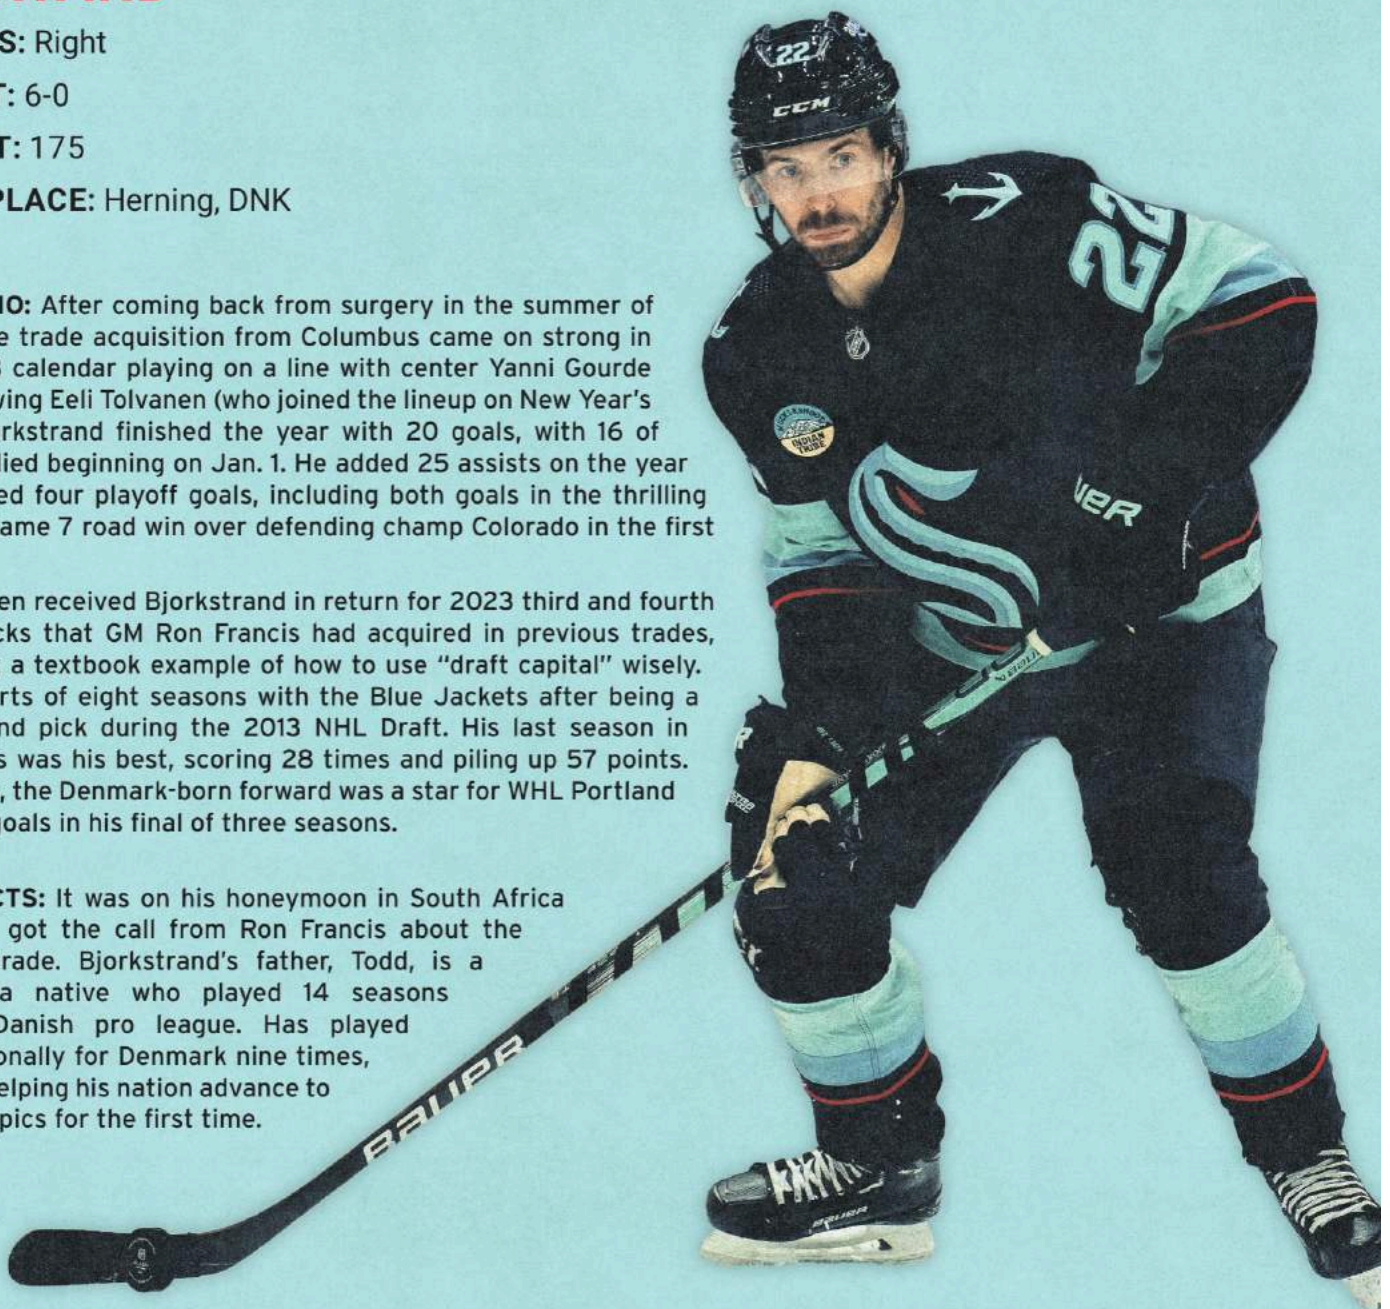 S: Right
T: 6-0
T: 175
PLACE: Herning, DNK
IO: After coming back from surgery in the summer of
e trade acquisition from Columbus came on strong in
calendar playing on a line with center Yanni Gourde
ving Eeli Tolvanen (who joined the lineup on New Year's
rkstrand finished the year with 20 goals, with 16 of
lied beginning on Jan. 1. He added 25 assists on the year
ed four playoff goals, including both goals in the thrilling
ame 7 road win over defending champ Colorado in the first
en received Bjorkstrand in return for 2023 third and fourth
cks that GM Ron Francis had acquired in previous trades,
a textbook example of how to use “draft capital” wisely.
rts of eight seasons with the Blue Jackets after being a
nd pick during the 2013 NHL Draft. His last season in
s was his best, scoring 28 times and piling up 57 points.
, the Denmark-born forward was a star for WHL Portland
goals in his final of three seasons.
CTS: It was on his honeymoon in South Africa
got the call from Ron Francis about the
rade. Bjorkstrand's father, Todd, is a
a native who played 14 seasons
Danish pro league. Has played
onally for Denmark nine times,
elping his nation advance to
pics for the first time.
22
CCM
22
INDIAN
TRIBE
UER
BAUER
BAUER
BAUER